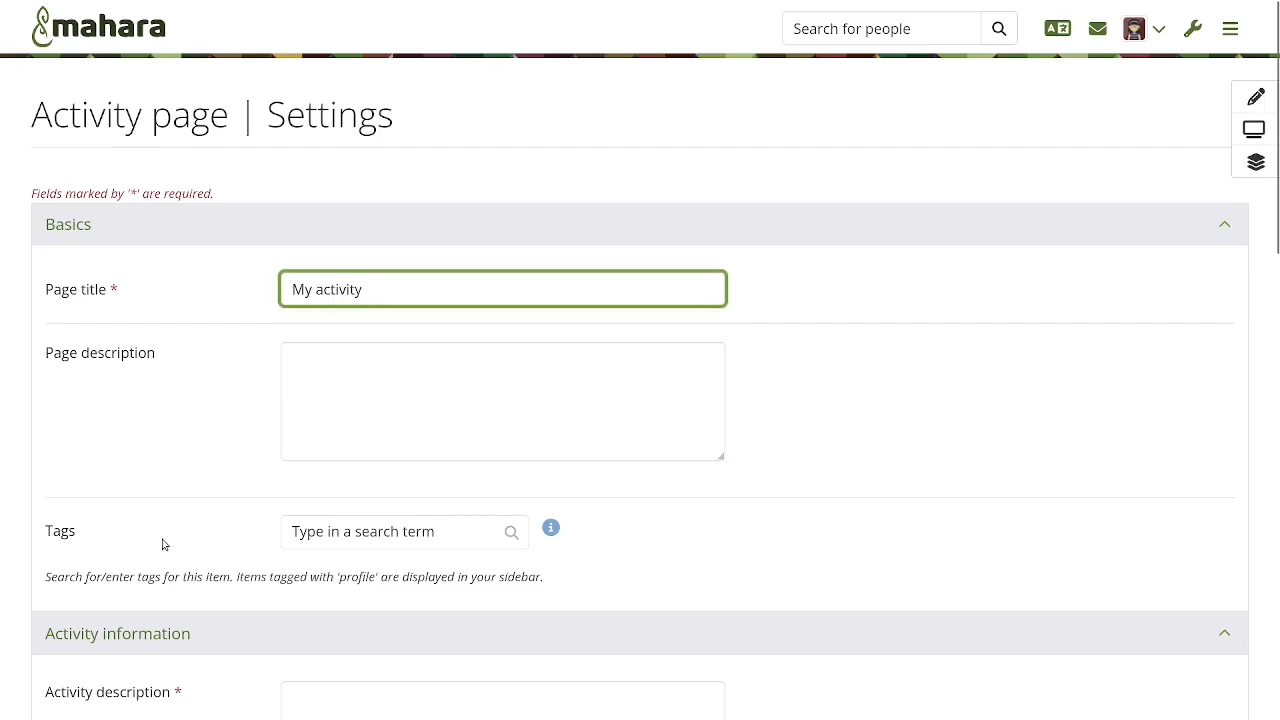 mahara
Search for people
Activity page | Settings
Fields marked by '*' are required.
Basics
Page title *
My activity
Page description
Tags
Type in a search term
Search for/enter tags for this item. Items tagged with 'profile' are displayed in your sidebar.
Activity information
Activity description *